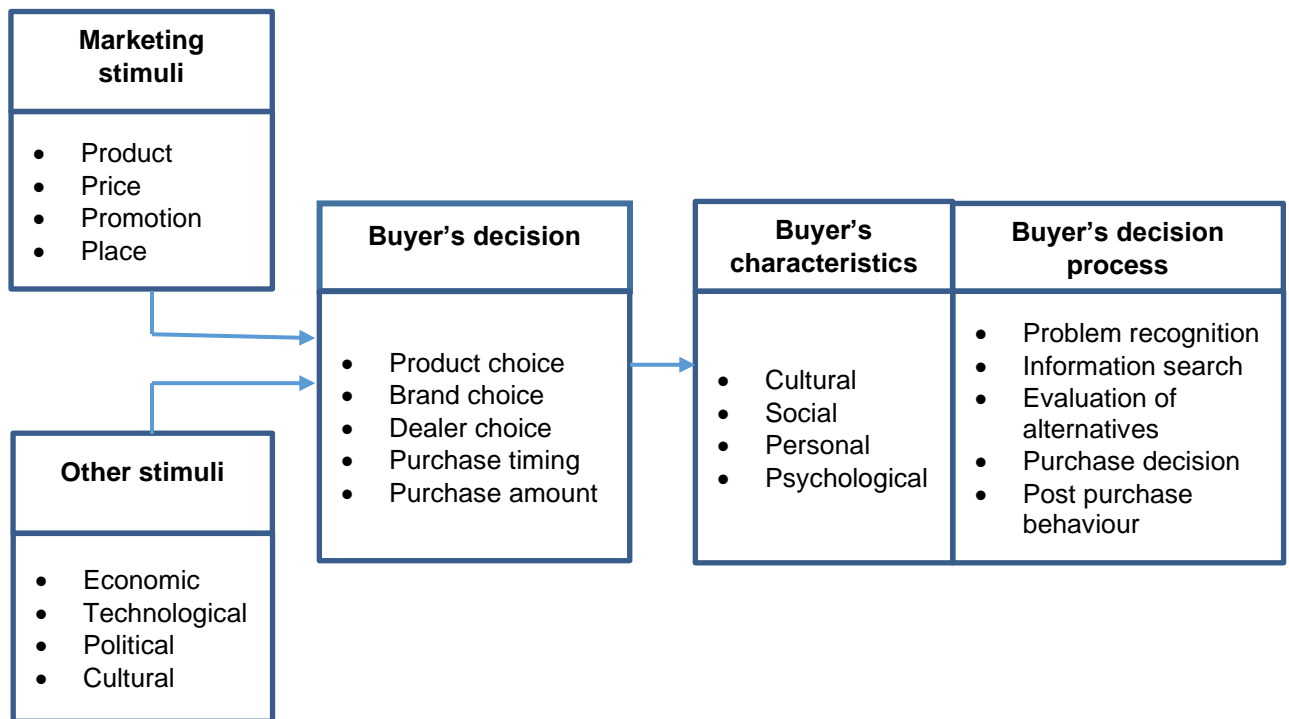 Marketing
stimuli
• Product
• Price
• Promotion
• Place
Other stimuli
• Economic
• Technological
• Political
• Cultural
Buyer’s decision
• Product choice
• Brand choice
• Dealer choice
• Purchase timing
• Purchase amount
Buyer’s
characteristics
• Cultural
• Social
• Personal
• Psychological
Buyer’s decision
process
• Problem recognition
• Information search
• Evaluation of
alternatives
• Purchase decision
• Post purchase
behaviour